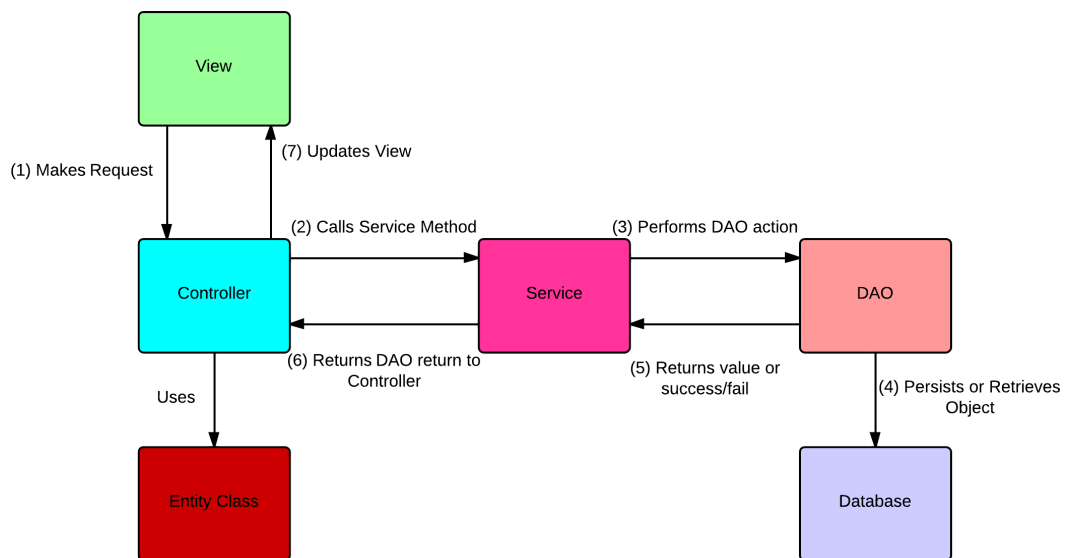 View
(1) Makes Request
(7) Updates View
(2) Calls Service Method
(3) Performs DAO action
Controller
Service
DAO
(6) Returns DAO return to
Controller
(5) Returns value or
success/fail
(4) Persists or Retrieves
Object
Uses
Entity Class
Database